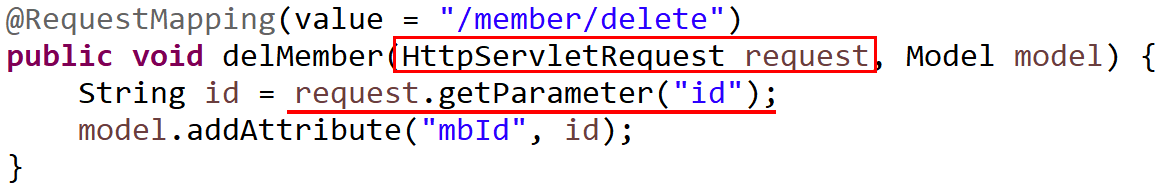 @RequestMapping(value = "/member/delete")
public void delMember(HttpServletRequest request, Model model) {
    String id = request.getParameter("id");
    model.addAttribute("mbId", id);
}